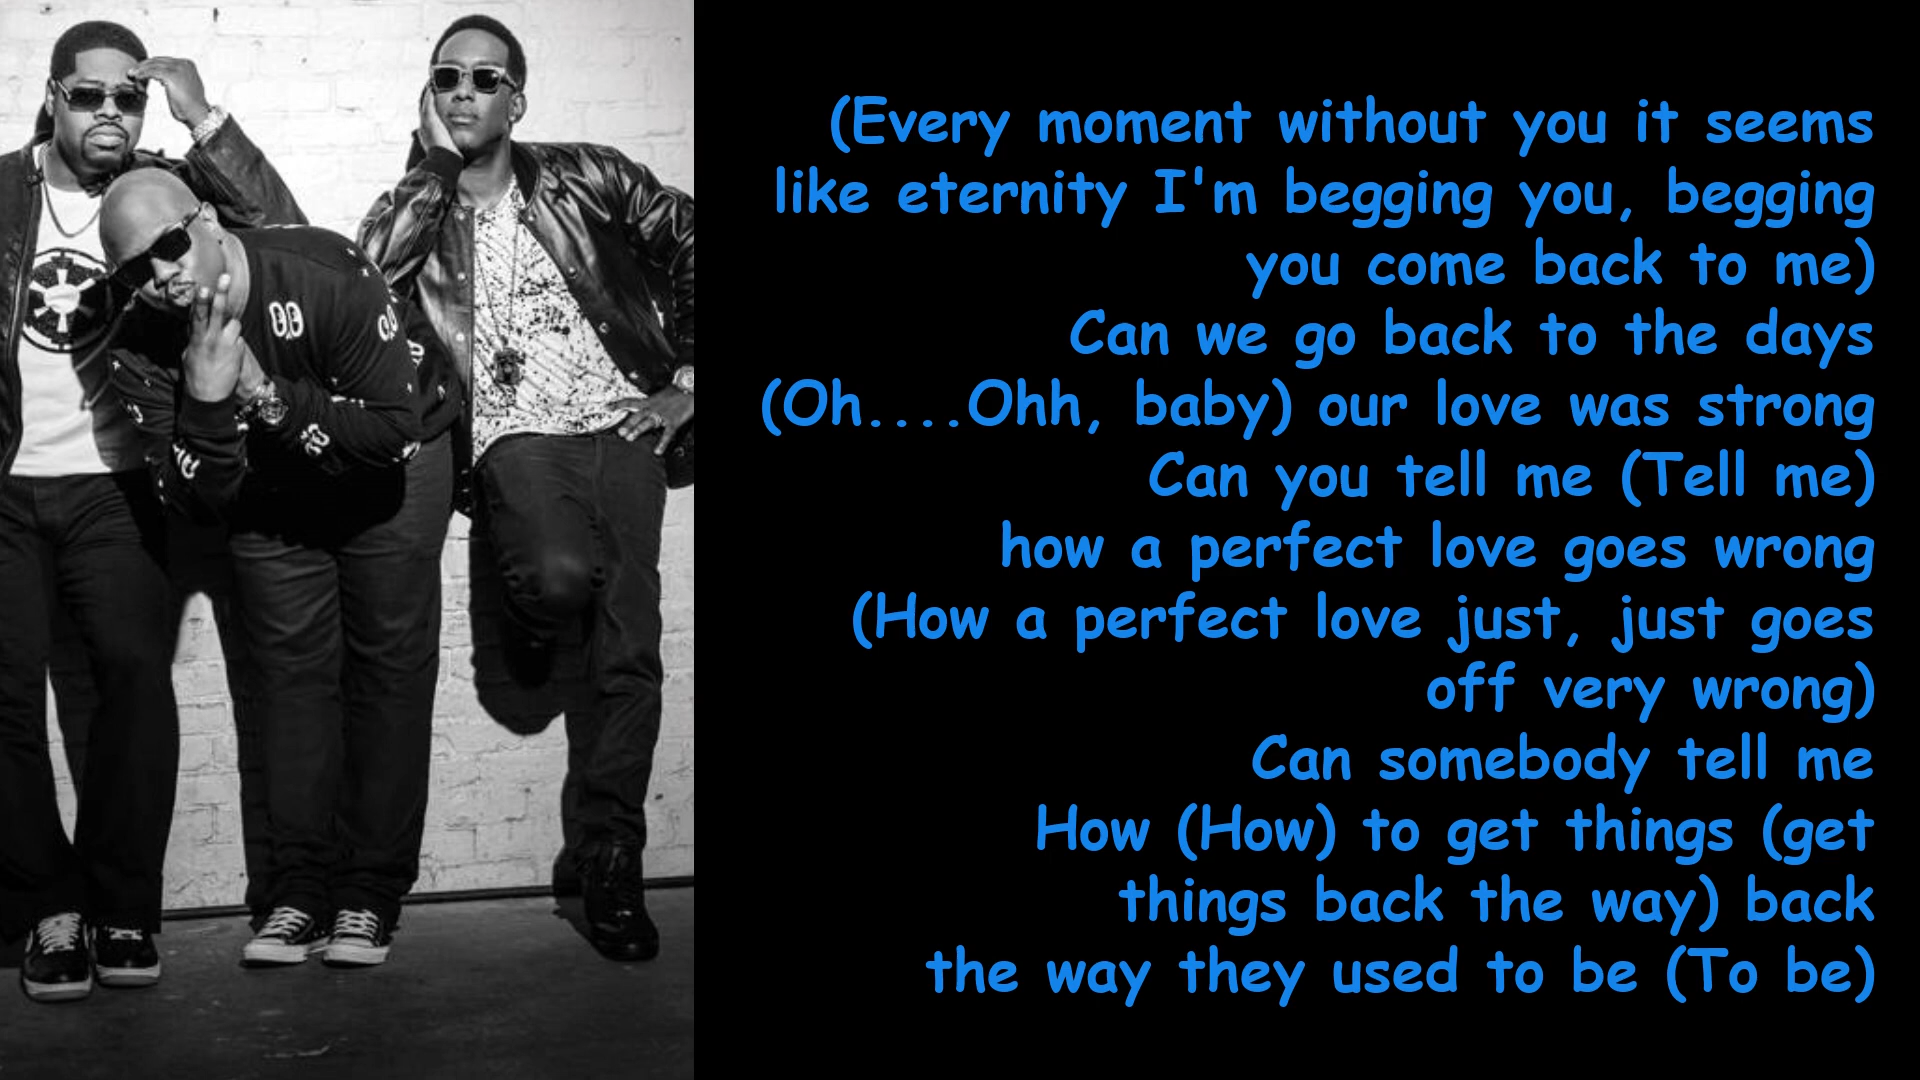 (Every moment without you it seems
like eternity I'm begging you, begging
you come back to me)
Can we go back to the days
(Oh....Ohh, baby) our love was strong
Can you tell me (Tell me)
how a perfect love goes wrong
(How a perfect love just, just goes
off very wrong)
Can somebody tell me
How (How) to get things (get
things back the way) back
the way they used to be (To be)